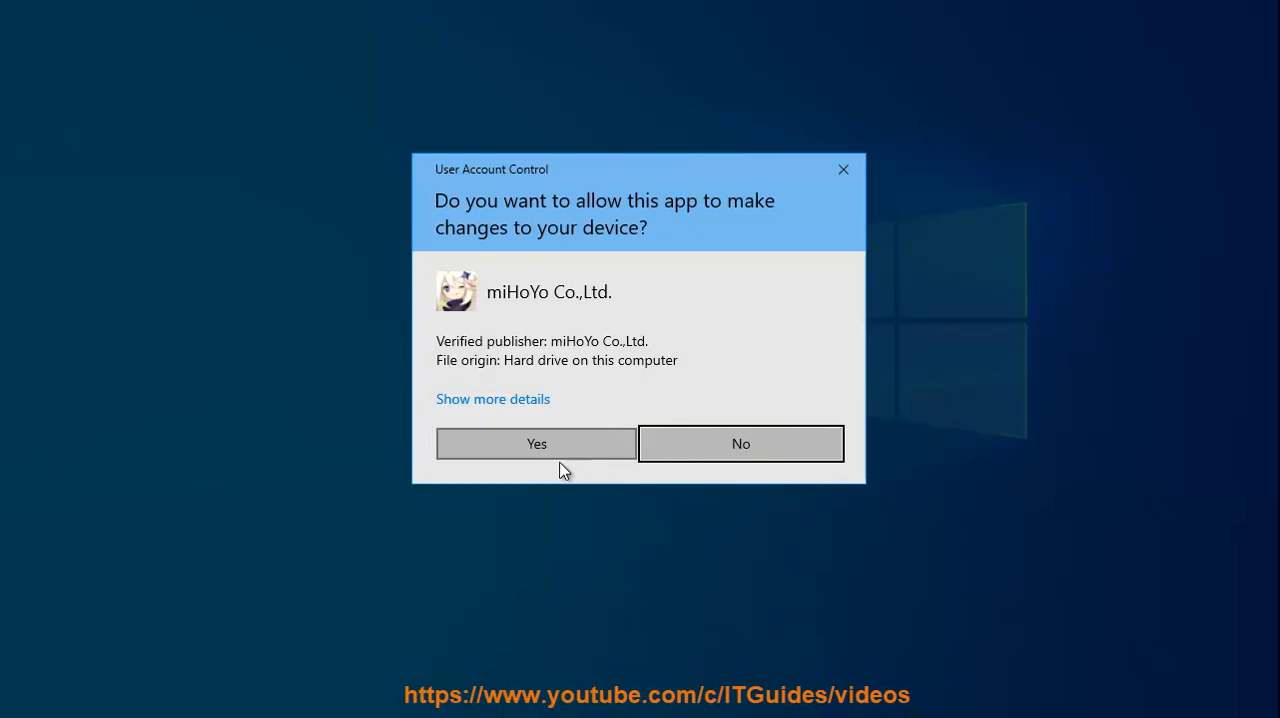 User Account Control
Do you want to allow this app to make
changes to your device?
miHoYo Co.,Ltd.
Verified publisher: miHoYo Co.,Ltd.
File origin: Hard drive on this computer
Show more details
Yes
No
https://www.youtube.com/c/ITGuides/videos